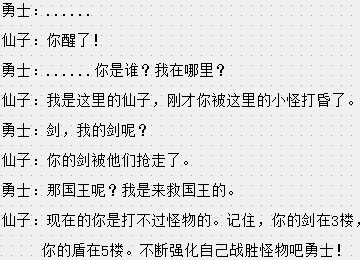 勇士：......
仙子：你醒了！
勇士：......你是谁？我在哪里？
仙子：我是这里的仙子，刚才你被这里的小怪打昏了。
勇士：剑，我的剑呢？
仙子：你的剑被他们抢走了。
勇士：那国王呢？我是来救国王的。
仙子：现在的你是打不过怪物的。记住，你的剑在3楼，
你的盾在5楼。不断强化自己战胜怪物吧勇士！